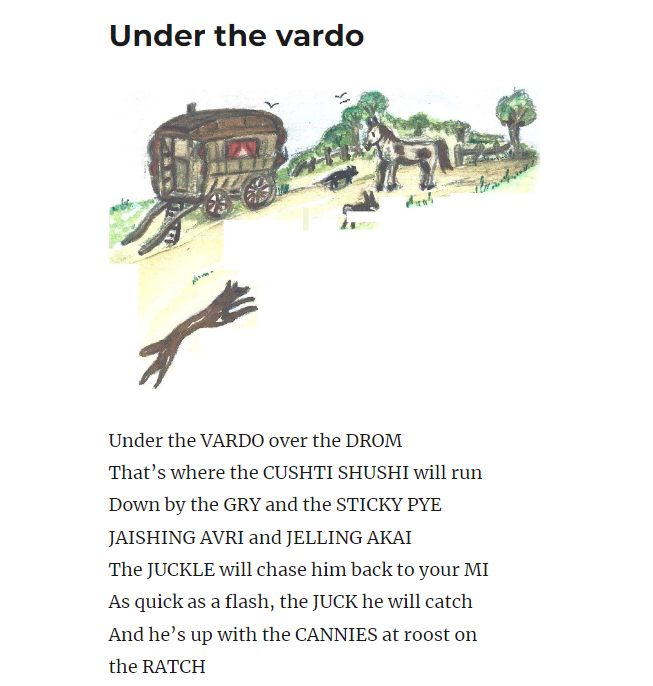 Under the vardo
Under the VARDO over the DROM
That’s where the CUSHTI SHUSHI will run
Down by the GRY and the STICKY PYE
JAISHING AVRI and JELLING AKAI
The JUCKLE will chase him back to your MI
As quick as a flash, the JUCK he will catch
And he’s up with the CANNIES at roost on
the RATCH